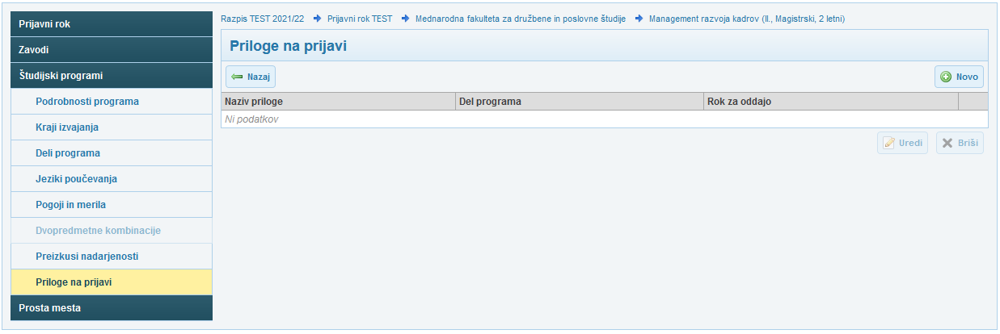 Prijavni rok
Zavodi
Študijski programi
Podrobnosti programa
Kraji izvajanja
Deli programa
Jeziki poučevanja
Pogoji in merila
Dvopredmetne kombinacije
Preizkusi nadarjenosti
Priloge na prijavi
Prosta mesta
Razpis TEST 2021/22 Prijavni rok TEST Mednarodna fakulteta za družbene in poslovne študije Management razvoja kadrov (II., Magistrski, 2 letni)
Priloge na prijavi
Nazaj Novo
Naziv priloge Del programa Rok za oddajo
Ni podatkov
Uredi Briši